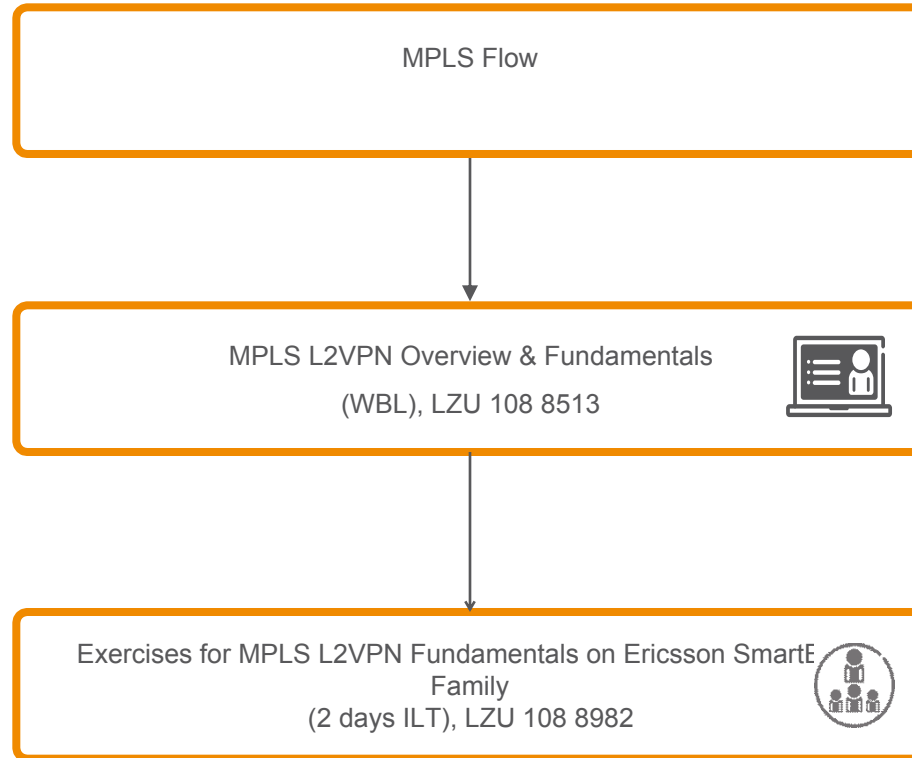 MPLS Flow
MPLS L2VPN Overview & Fundamentals
(WBL), LZU 108 8513
Exercises for MPLS L2VPN Fundamentals on Ericsson
Family
(2 days ILT), LZU 108 8982